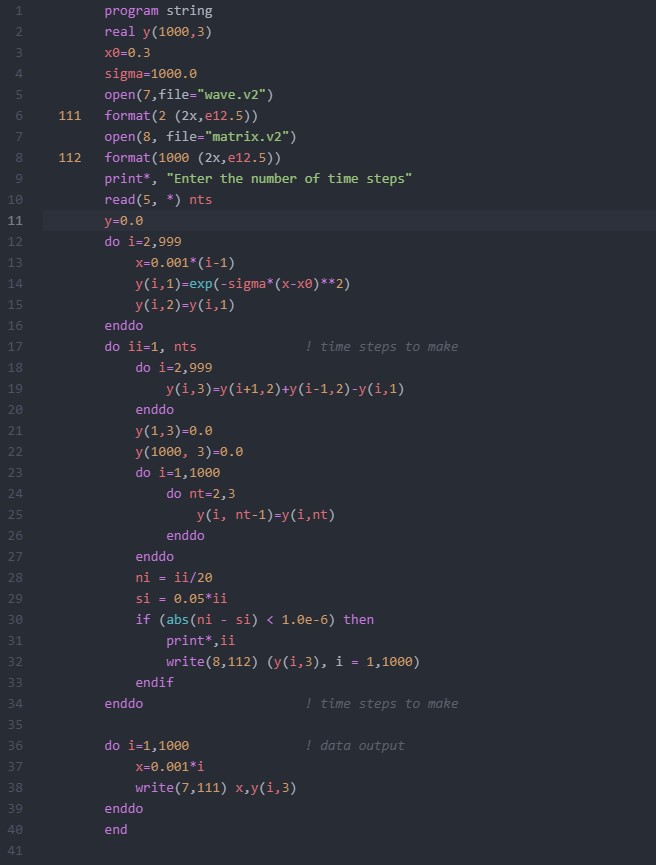 1        program string
2        real y(1000,3)
3        x0=0.3
4        sigma=1000.0
5        open(7,file="wave.v2")
6  111   format(2 (2x,e12.5))
7        open(8, file="matrix.v2")
8  112   format(1000 (2x,e12.5))
9        print*, "Enter the number of time steps"
10       read(5, *) nts
11       y=0.0
12       do i=2,999
13           x=0.001*(i-1)
14           y(i,1)=exp(-sigma*(x-x0)**2)
15           y(i,2)=y(i,1)
16       enddo
17       do ii=1, nts              ! time steps to make
18           do i=2,999
19               y(i,3)=y(i+1,2)+y(i-1,2)-y(i,1)
20           enddo
21           y(1,3)=0.0
22           y(1000, 3)=0.0
23           do i=1,1000
24               do nt=2,3
25                   y(i, nt-1)=y(i,nt)
26               enddo
27           enddo
28           ni = ii/20
29           si = 0.05*ii
30           if (abs(ni - si) < 1.0e-6) then
31               print*,ii
32               write(8,112) (y(i,3), i = 1,1000)
33           endif
34       enddo                     ! time steps to make
35
36       do i=1,1000               ! data output
37           x=0.001*i
38           write(7,111) x,y(i,3)
39       enddo
40       end
41